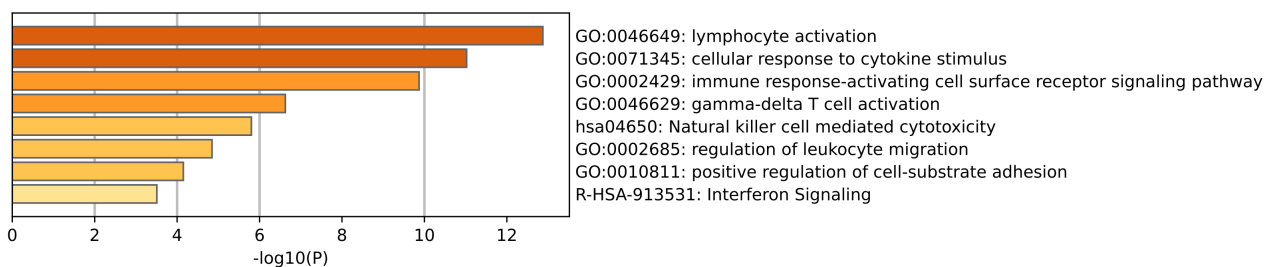 GO:0046649: lymphocyte activation
GO:0071345: cellular response to cytokine stimulus
GO:0002429: immune response-activating cell surface receptor signaling pathway
GO:0046629: gamma-delta T cell activation
hsa04650: Natural killer cell mediated cytotoxicity
GO:0002685: regulation of leukocyte migration
GO:0010811: positive regulation of cell-substrate adhesion
R-HSA-913531: Interferon Signaling
0 2 4 6 8 10 12
-log10(P)